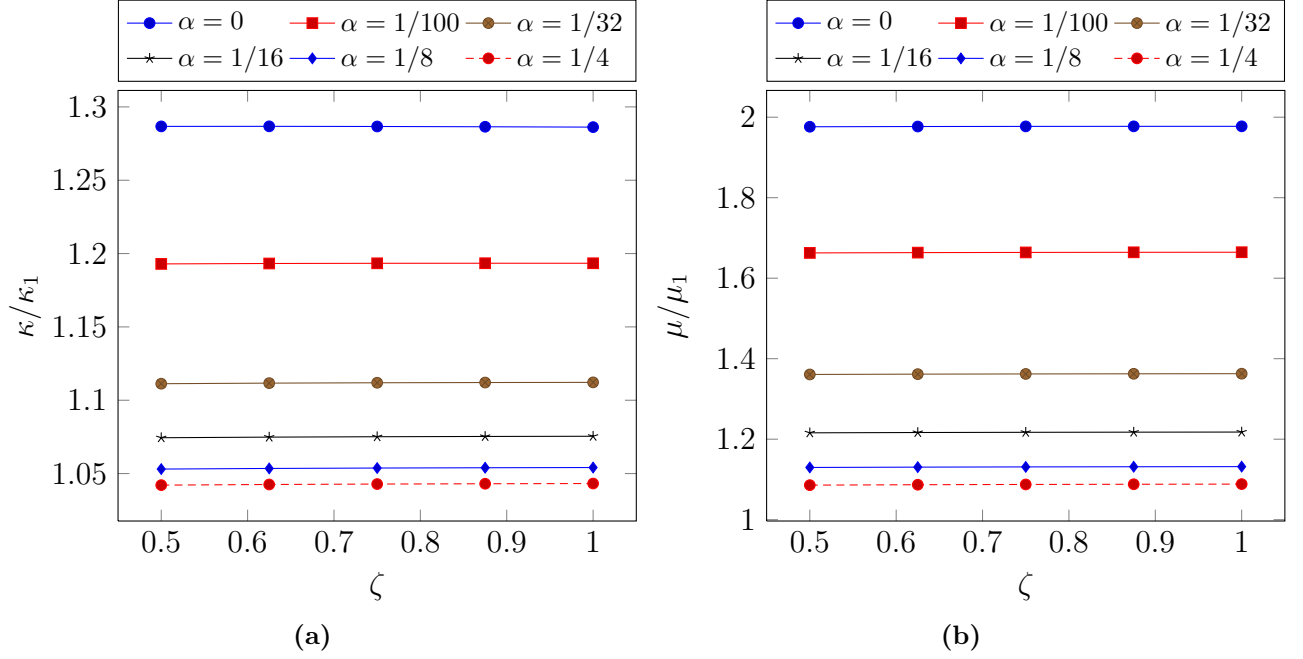 α = 0 α = 1/100 α = 1/32
α = 1/16 α = 1/8 α = 1/4
1.3
1.25
1.2
1.15
1.1
1.05
κ/κ₁
0.5 0.6 0.7 0.8 0.9 1
ζ
(a)
α = 0 α = 1/100 α = 1/32
α = 1/16 α = 1/8 α = 1/4
2
1.8
1.6
1.4
1.2
1
μ/μ₁
0.5 0.6 0.7 0.8 0.9 1
ζ
(b)